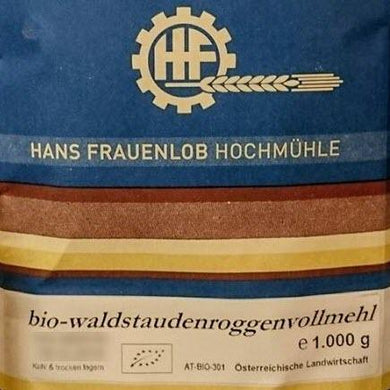 HF
HANS FRAUENLOB HOCHMÜHLE
bio-waldstaudenroggenvollmehl
e 1.000 g
Kühl & trocken lagern AT-BIO-301 Österreichische Landwirtschaft